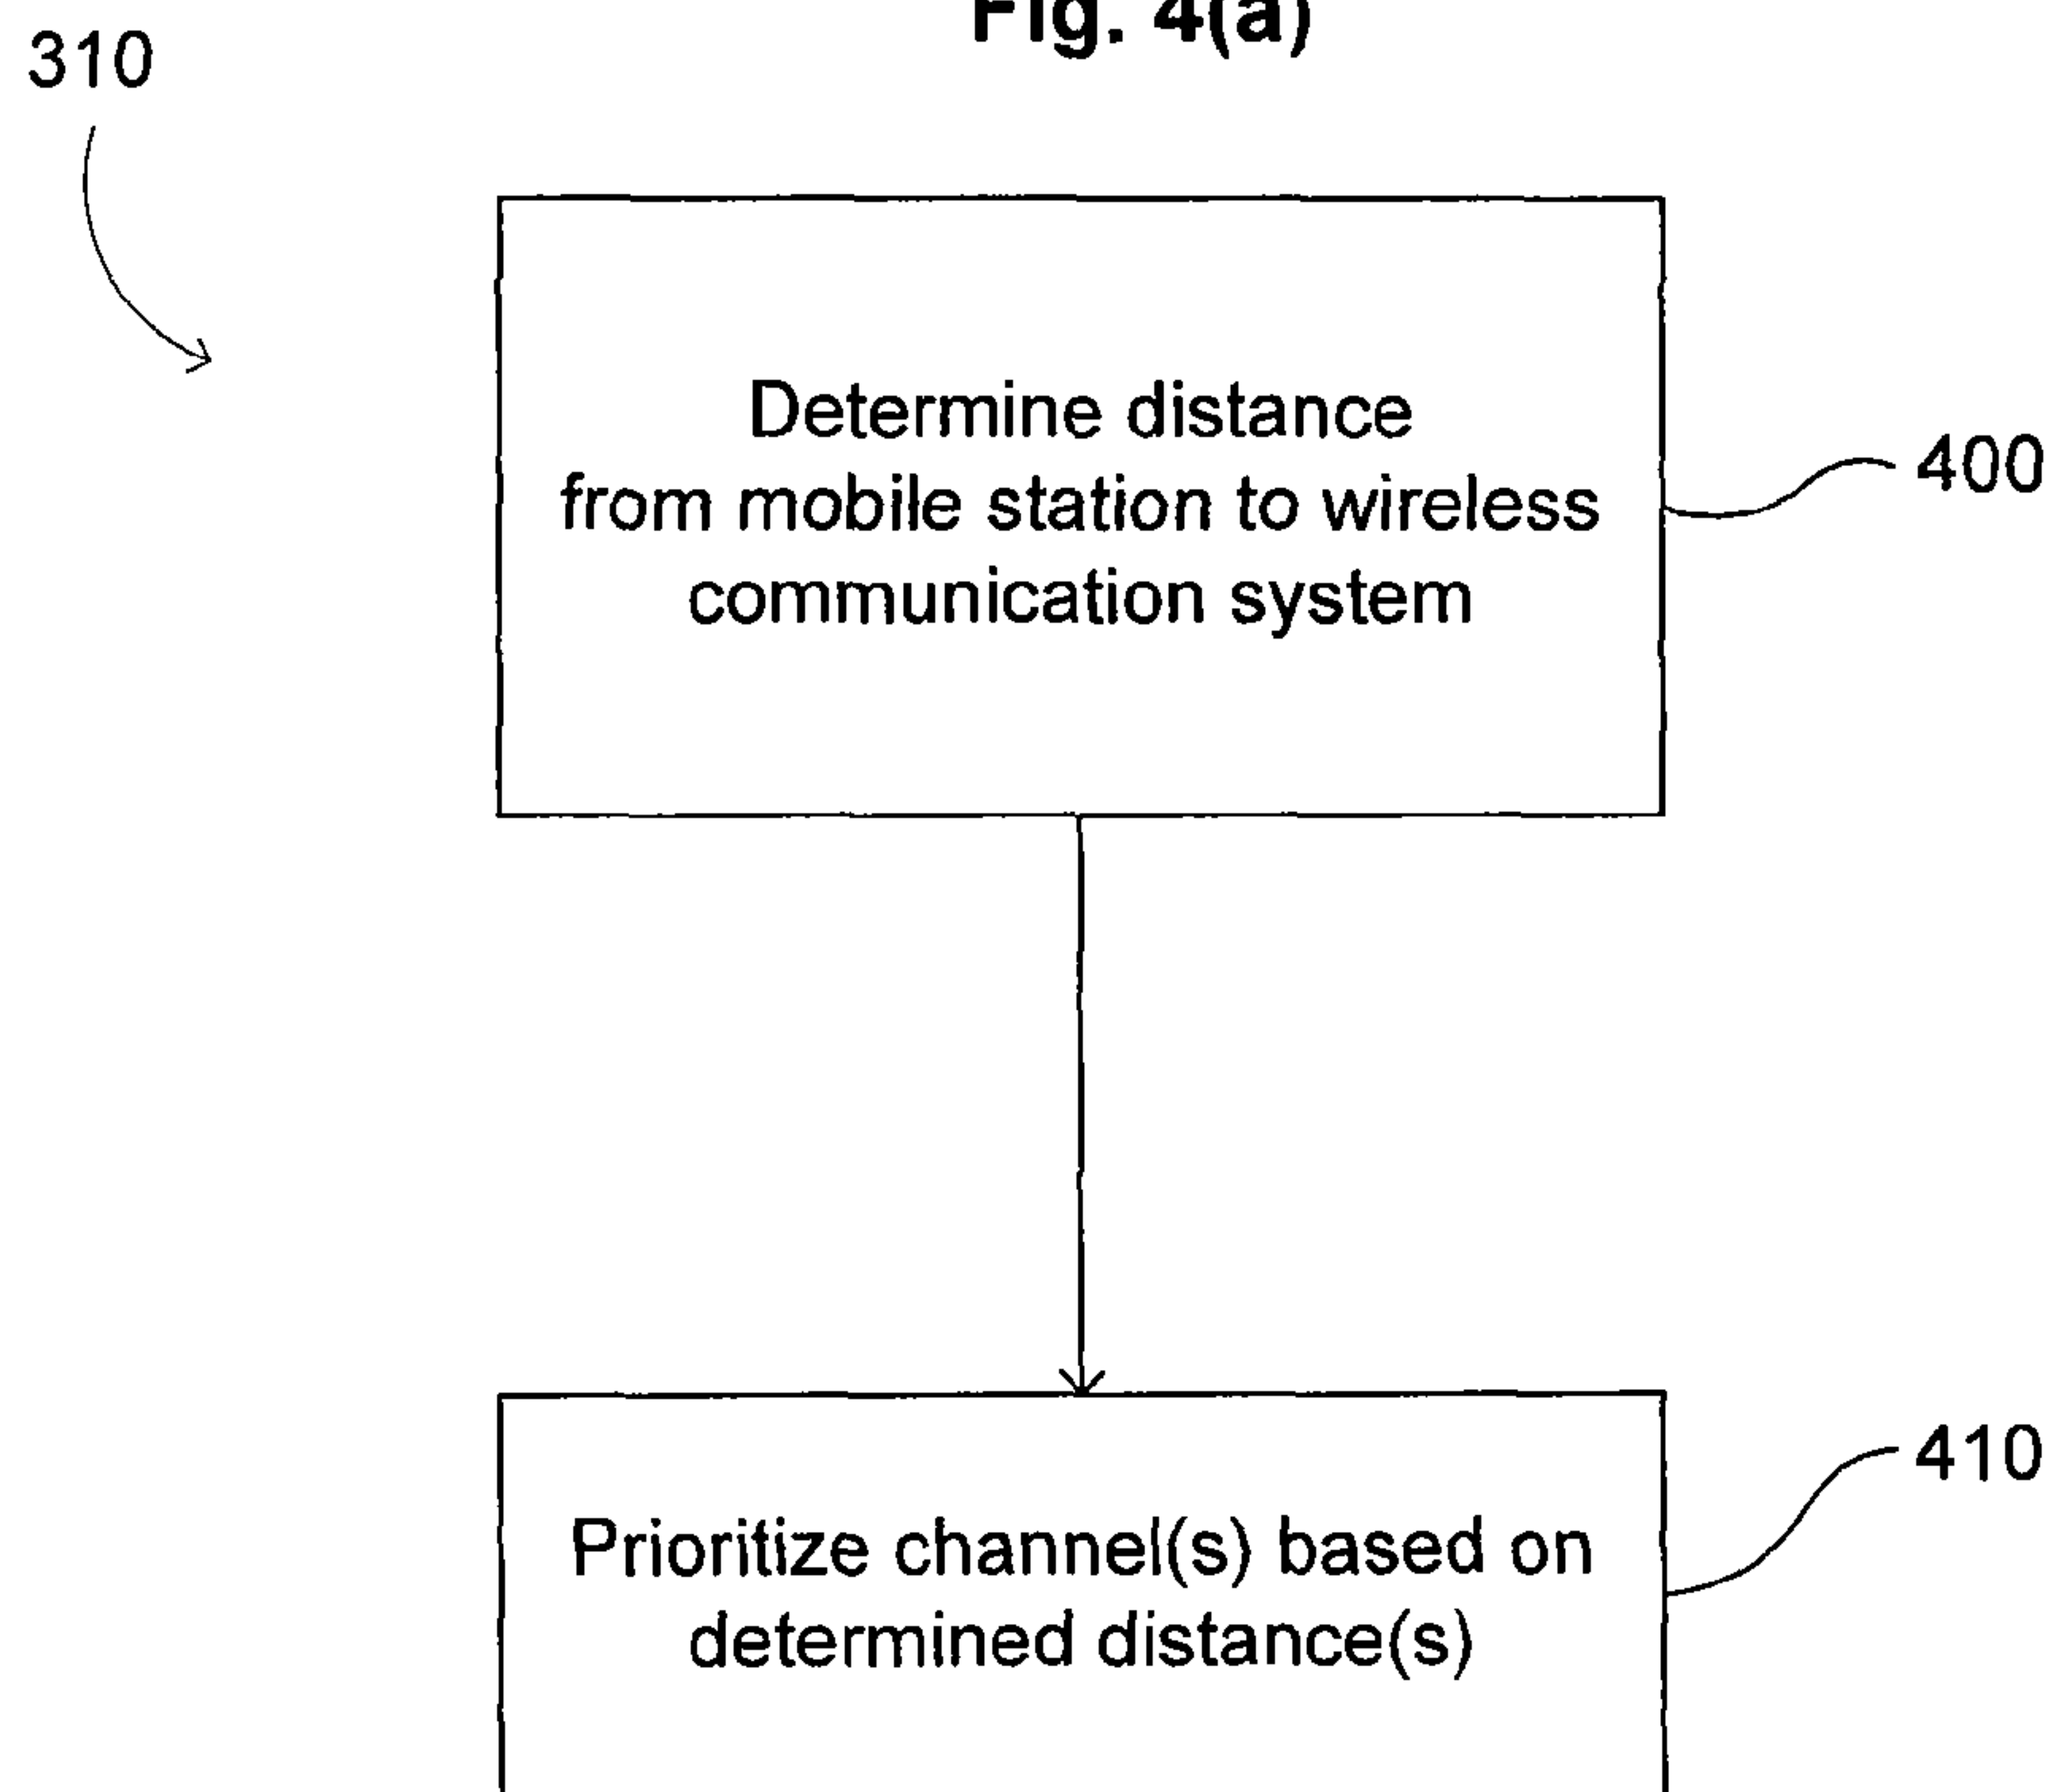 Fig. 4(a)
310
Determine distance
from mobile station to wireless
communication system
400
410
Prioritize channel(s) based on
determined distance(s)